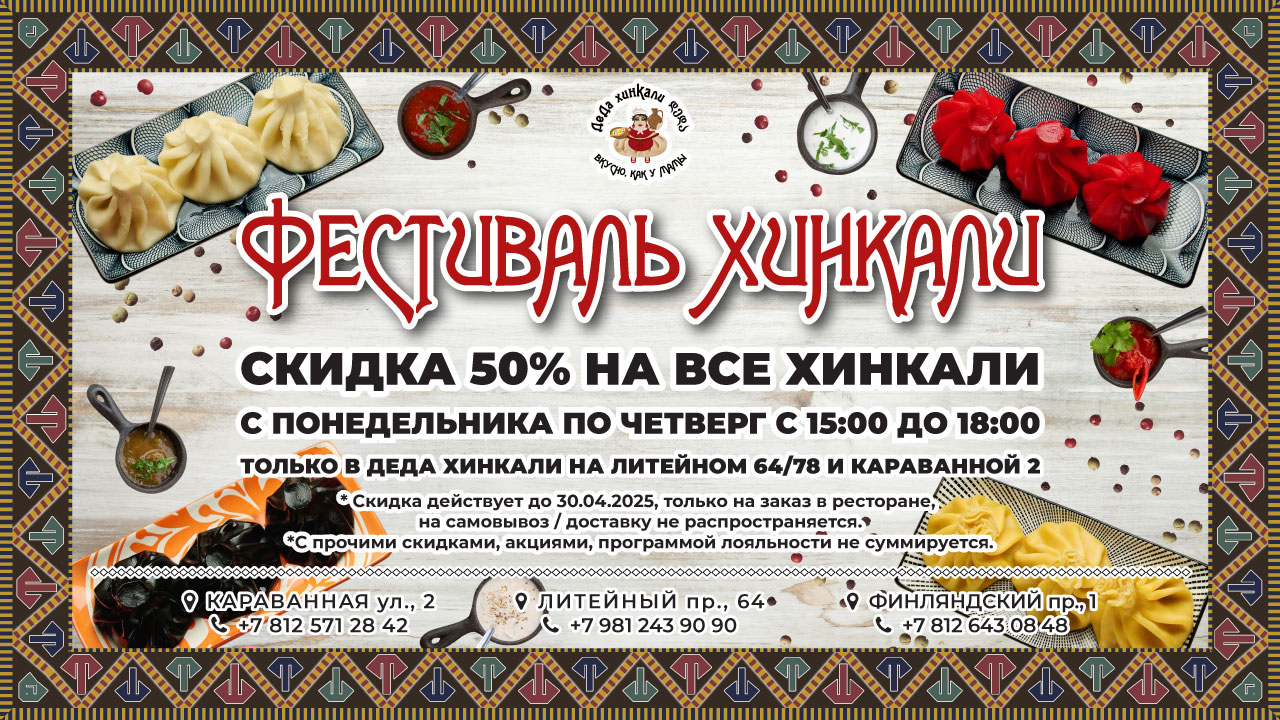 Деда Хинкали
ВКУСНО, КАК У МАМЫ
ФЕСТИВАЛЬ ХИНКАЛИ
СКИДКА 50% НА ВСЕ ХИНКАЛИ
С ПОНЕДЕЛЬНИКА ПО ЧЕТВЕРГ С 15:00 ДО 18:00
ТОЛЬКО В ДЕДА ХИНКАЛИ НА ЛИТЕЙНОМ 64/78 И КАРАВАННОЙ 2
* Скидка действует до 30.04.2025, только на заказ в ресторане,
на самовывоз / доставку не распространяется.
*С прочими скидками, акциями, программой лояльности не суммируется.
КАРАВАННАЯ ул., 2
+7 812 571 28 42
ЛИТЕЙНЫЙ пр., 64
+7 981 243 90 90
ФИНЛЯНДСКИЙ пр., 1
+7 812 643 08 48